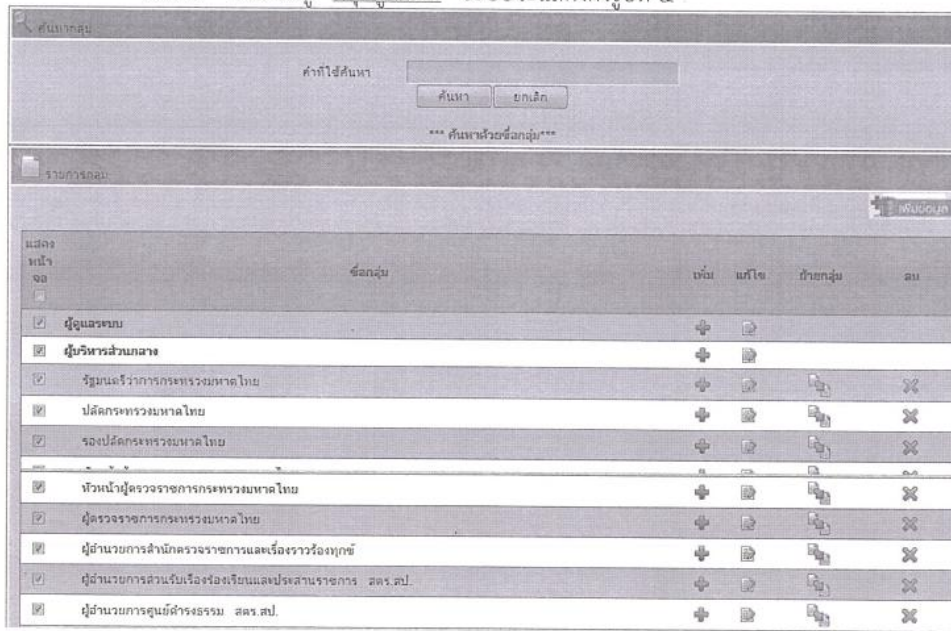 ค้นหากลุ่ม
คำที่ใช้ค้นหา
ค้นหา ยกเลิก
*** ค้นหาด้วยชื่อกลุ่ม***
รายการกลุ่ม
เพิ่มข้อมูล
แสดง
หน้า
จอ
ชื่อกลุ่ม เพิ่ม แก้ไข ย้ายกลุ่ม ลบ
ผู้ดูแลระบบ
ผู้บริหารส่วนกลาง
รัฐมนตรีว่าการกระทรวงมหาดไทย
ปลัดกระทรวงมหาดไทย
รองปลัดกระทรวงมหาดไทย
หัวหน้าผู้ตรวจราชการกระทรวงมหาดไทย
ผู้ตรวจราชการกระทรวงมหาดไทย
ผู้อำนวยการสำนักตรวจราชการและเรื่องราวร้องทุกข์
ผู้อำนวยการส่วนรับเรื่องร้องเรียนและประสานราชการ สตร.สป.
ผู้อำนวยการศูนย์ดำรงธรรม สตร.สป.